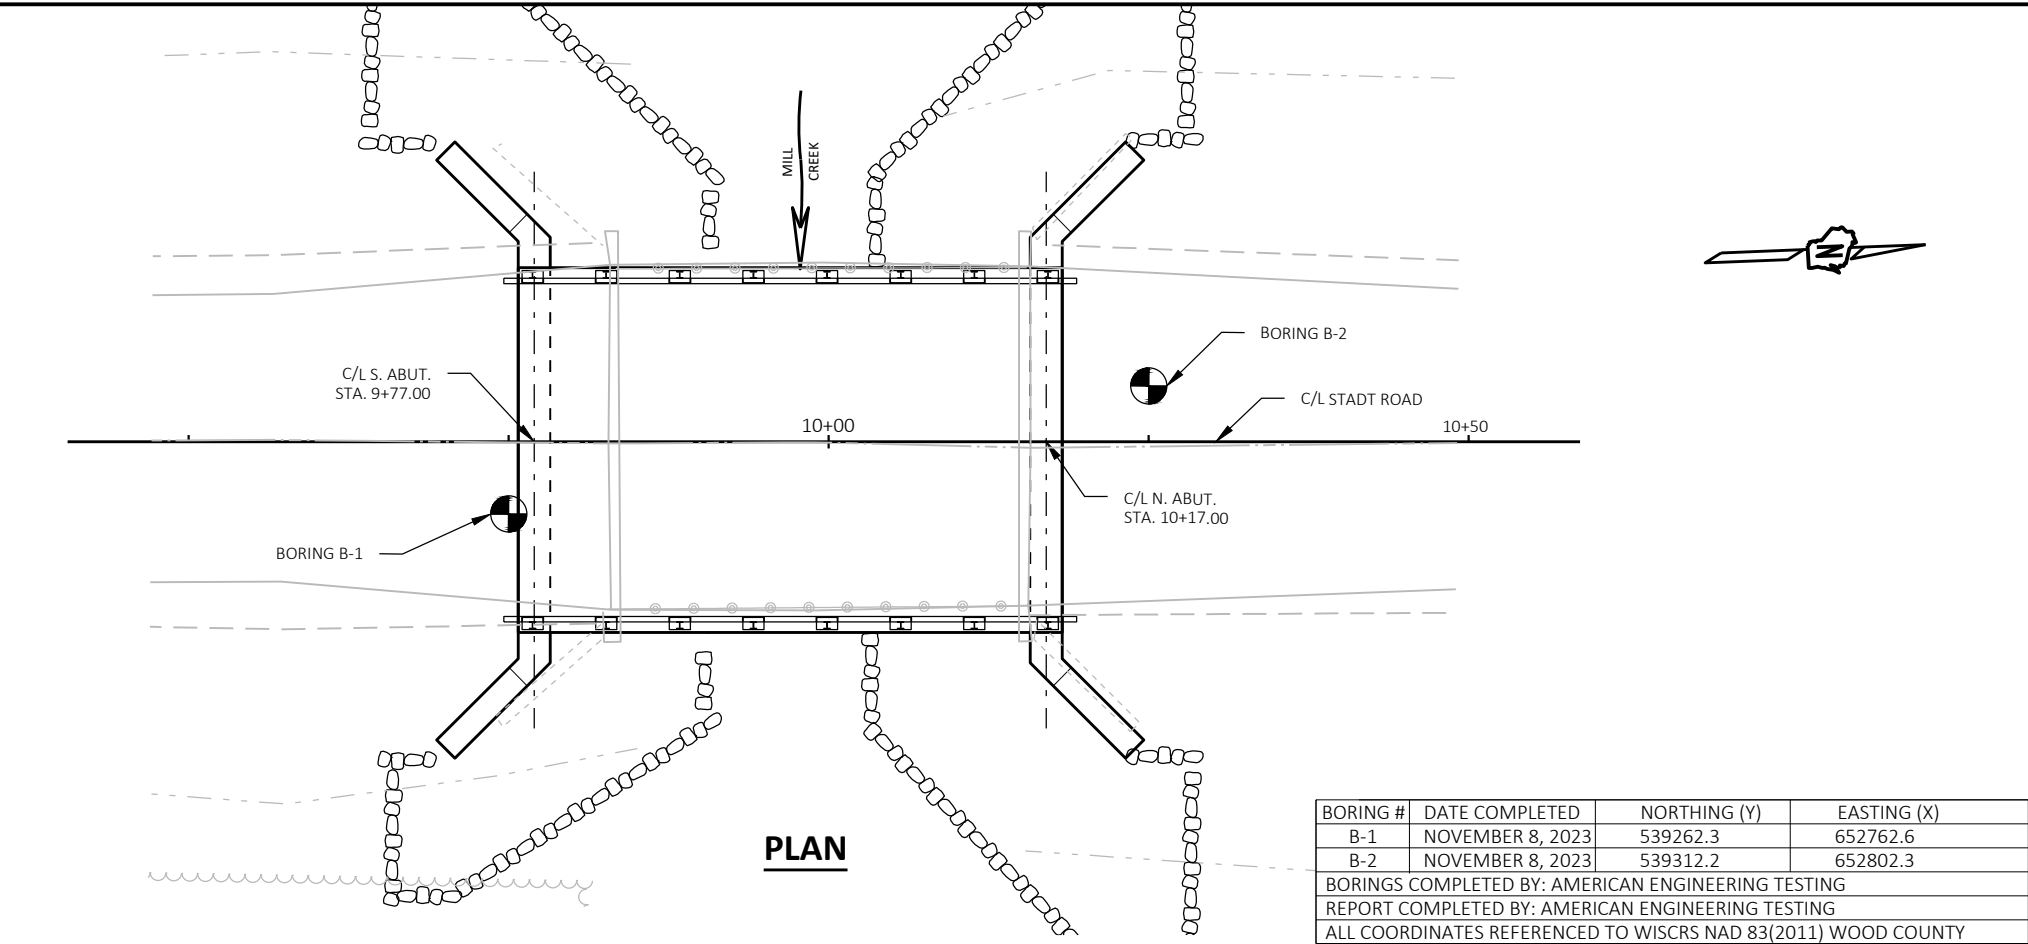 MILL
CREEK
BORING B-2
C/L S. ABUT.
STA. 9+77.00
C/L STADT ROAD
10+00
10+50
C/L N. ABUT.
STA. 10+17.00
BORING B-1
N
PLAN
BORING # DATE COMPLETED NORTHING (Y) EASTING (X)
B-1 NOVEMBER 8, 2023 539262.3 652762.6
B-2 NOVEMBER 8, 2023 539312.2 652802.3
BORINGS COMPLETED BY: AMERICAN ENGINEERING TESTING
REPORT COMPLETED BY: AMERICAN ENGINEERING TESTING
ALL COORDINATES REFERENCED TO WISCRS NAD 83(2011) WOOD COUNTY